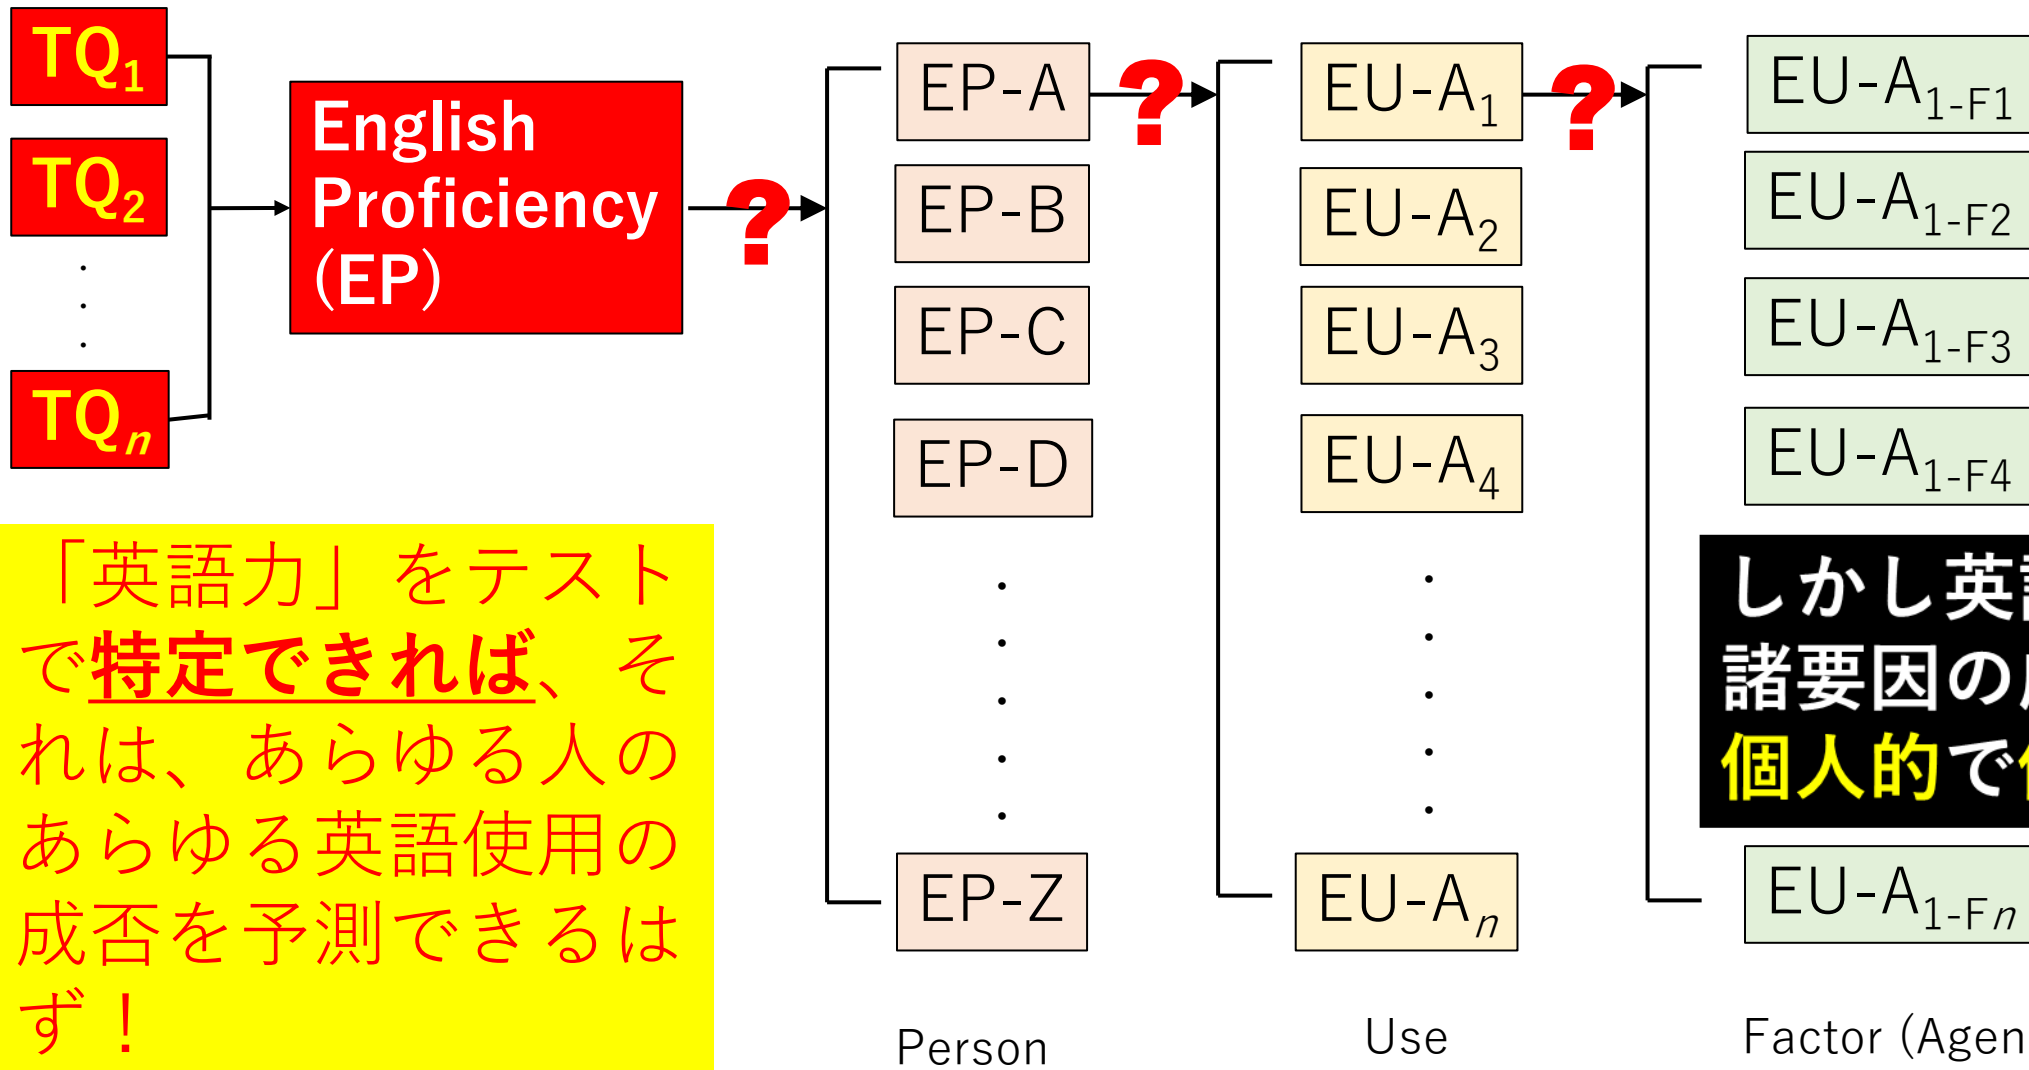 TQ1
TQ2
TQn
English
Proficiency
(EP)
?
「英語力」をテスト
で特定できれば、そ
れは、あらゆる人の
あらゆる英語使用の
成否を予測できるは
ず！
EP-A
EP-B
EP-C
EP-D
EP-Z
Person
?
EU-A1
EU-A2
EU-A3
EU-A4
EU-An
Use
?
EU-A1-F1
EU-A1-F2
EU-A1-F3
EU-A1-F4
しかし英
諸要因の
個人的で
EU-A1-Fn
Factor (Agen